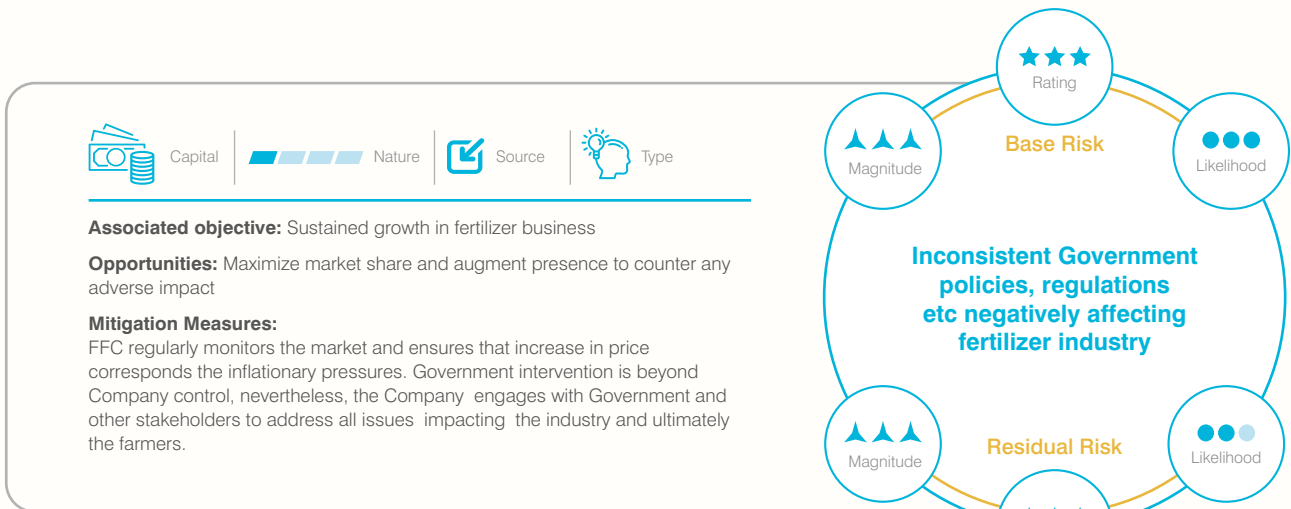 Capital
Nature
Source
Type
Associated objective: Sustained growth in fertilizer business
Opportunities: Maximize market share and augment presence to counter any
adverse impact
Mitigation Measures:
FFC regularly monitors the market and ensures that increase in price
corresponds the inflationary pressures. Government intervention is beyond
Company control, nevertheless, the Company engages with Government and
other stakeholders to address all issues impacting the industry and ultimately
the farmers.
Rating
Base Risk
Magnitude
Likelihood
Inconsistent Government
policies, regulations
etc negatively affecting
fertilizer industry
Residual Risk
Magnitude
Likelihood